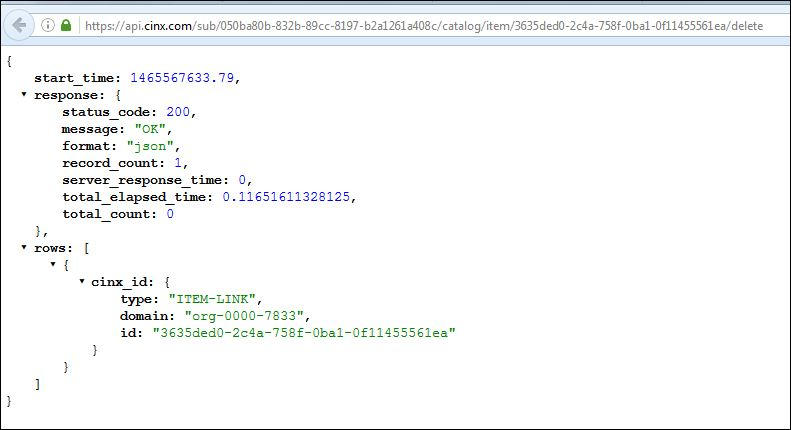 https://api.cinx.com/sub/050ba80b-832b-89cc-8197-b2a1261a408c/catalog/item/3635ded0-2c4a-758f-0ba1-0f11455561ea/delete
{
start_time: 1465567633.79,
response: {
status_code: 200,
message: "OK",
format: "json",
record_count: 1,
server_response_time: 0,
total_elapsed_time: 0.11651611328125,
total_count: 0
},
rows: [
{
cinx_id: {
type: "ITEM-LINK",
domain: "org-0000-7833",
id: "3635ded0-2c4a-758f-0ba1-0f11455561ea"
}
}
]
}